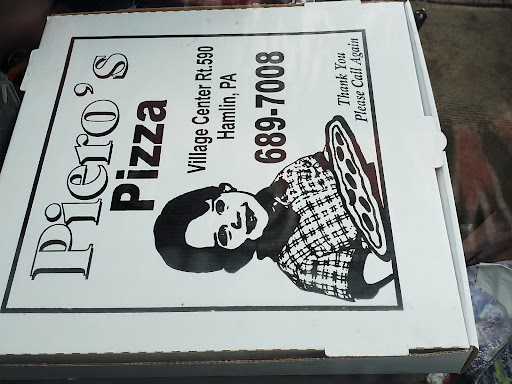 Piero's
Pizza
Village Center Rt.590
Hamlin, PA
689-7008
Thank You
Please Call Again